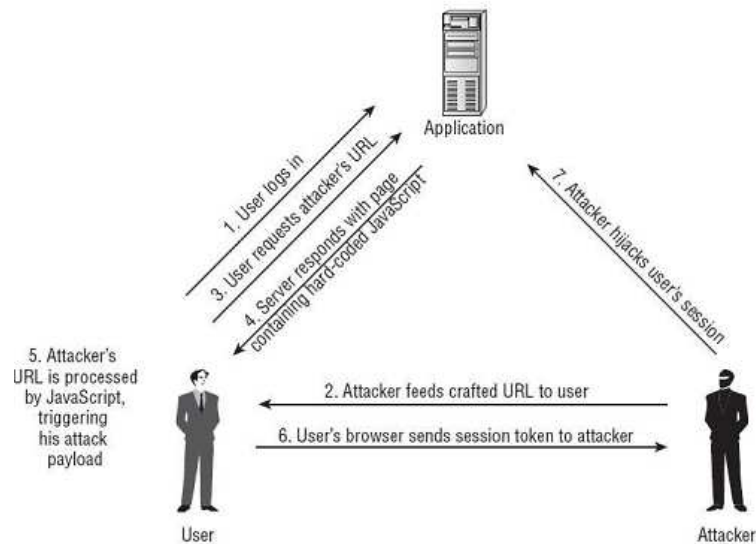 Application
1. User logs in
3. User requests attacker's URL
4. Server responds with page
containing hard-coded JavaScript
7. Attacker hijacks user's session
5. Attacker's
URL is processed
by JavaScript,
triggering
his attack
payload
2. Attacker feeds crafted URL to user
6. User's browser sends session token to attacker
User
Attacker